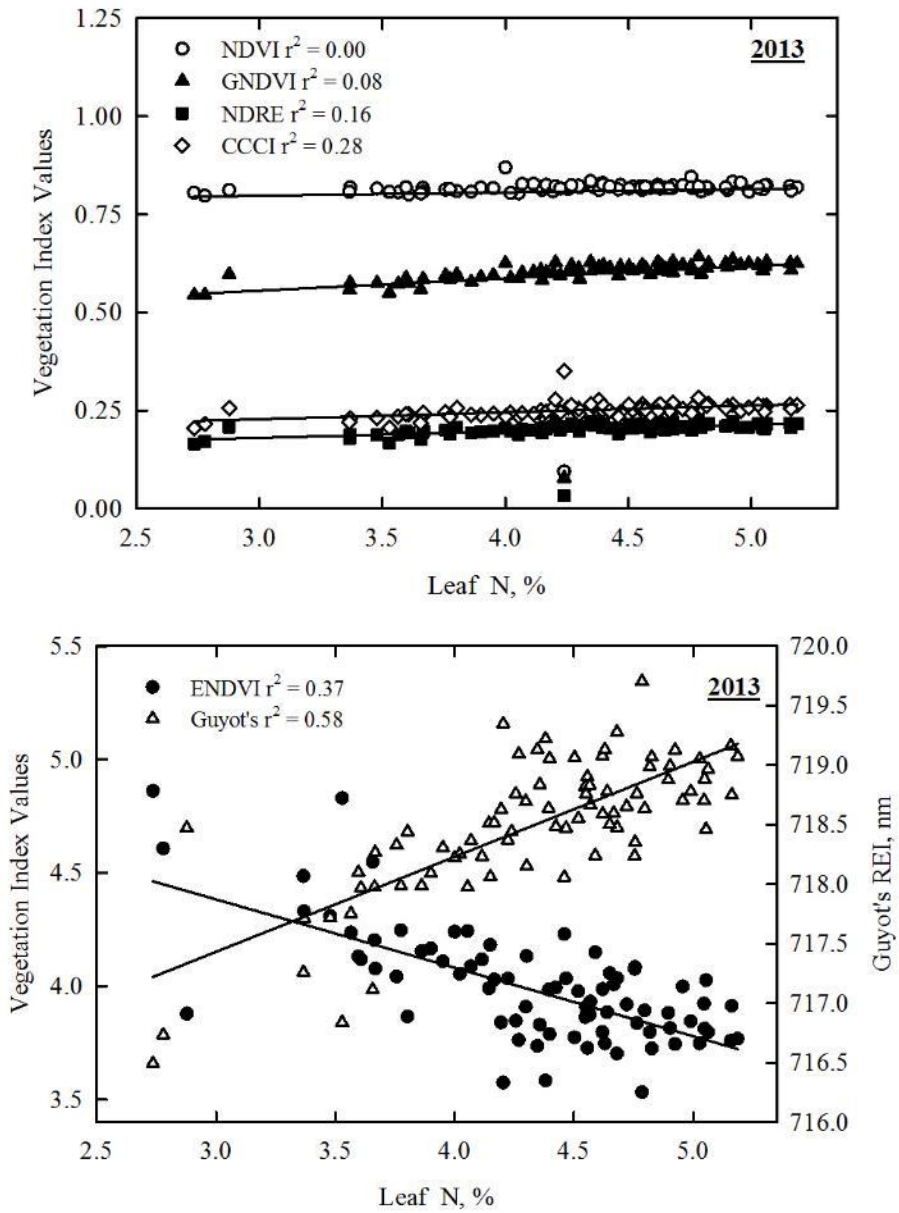 1.25
1.00
0.75
0.50
0.25
0.00
Vegetation Index Values
NDVI r² = 0.00
GNDVI r² = 0.08
NDRE r² = 0.16
CCCI r² = 0.28
2013
2.5 3.0 3.5 4.0 4.5 5.0
Leaf N, %
5.5
5.0
4.5
4.0
3.5
Vegetation Index Values
ENDVI r² = 0.37
Guyot's r² = 0.58
2013
720.0
719.5
719.0
718.5
718.0
717.5
717.0
716.5
716.0
Guyot's REI, nm
2.5 3.0 3.5 4.0 4.5 5.0
Leaf N, %